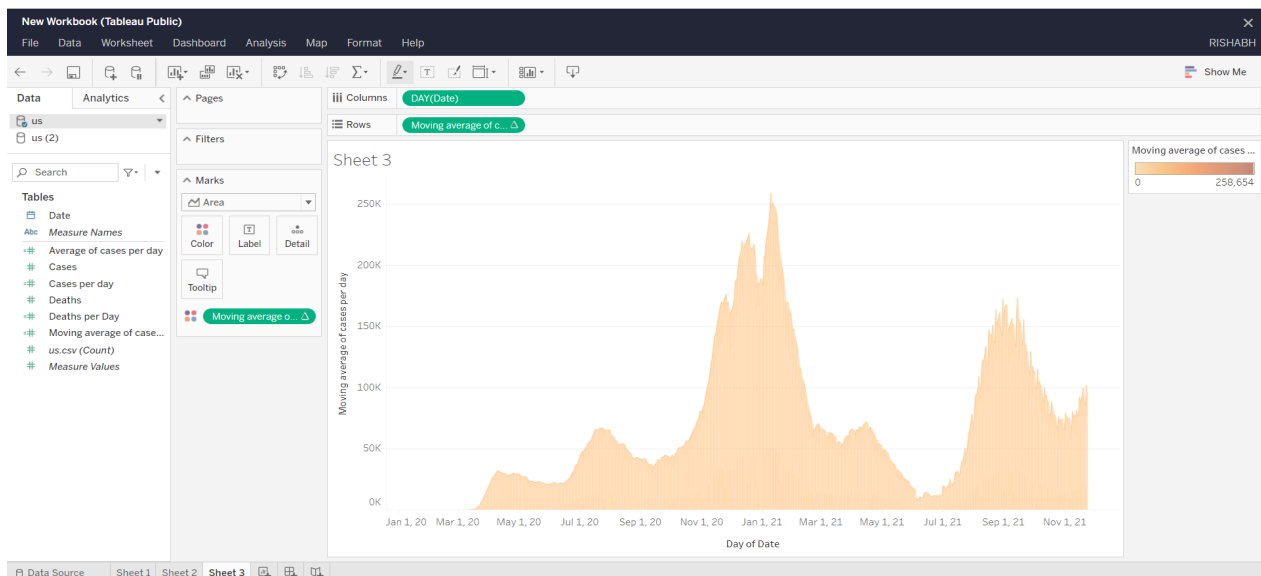 New Workbook (Tableau Public)
File Data Worksheet Dashboard Analysis Map Format Help RISHABH
Show Me
Data Analytics
us
us (2)
Search
Tables
Date
Abc Measure Names
Average of cases per day
Cases
Cases per day
Deaths
Deaths per Day
Moving average of case...
us.csv (Count)
Measure Values
Pages
Filters
Marks
Area
Color Label Detail
Tooltip
Moving average o...
Columns DAY(Date)
Rows Moving average of c...
Sheet 3
Moving average of cases per day
250K
200K
150K
100K
50K
0K
Jan 1, 20 Mar 1, 20 May 1, 20 Jul 1, 20 Sep 1, 20 Nov 1, 20 Jan 1, 21 Mar 1, 21 May 1, 21 Jul 1, 21 Sep 1, 21 Nov 1, 21
Day of Date
Moving average of cases ...
0 258,654
Data Source Sheet 1 Sheet 2 Sheet 3